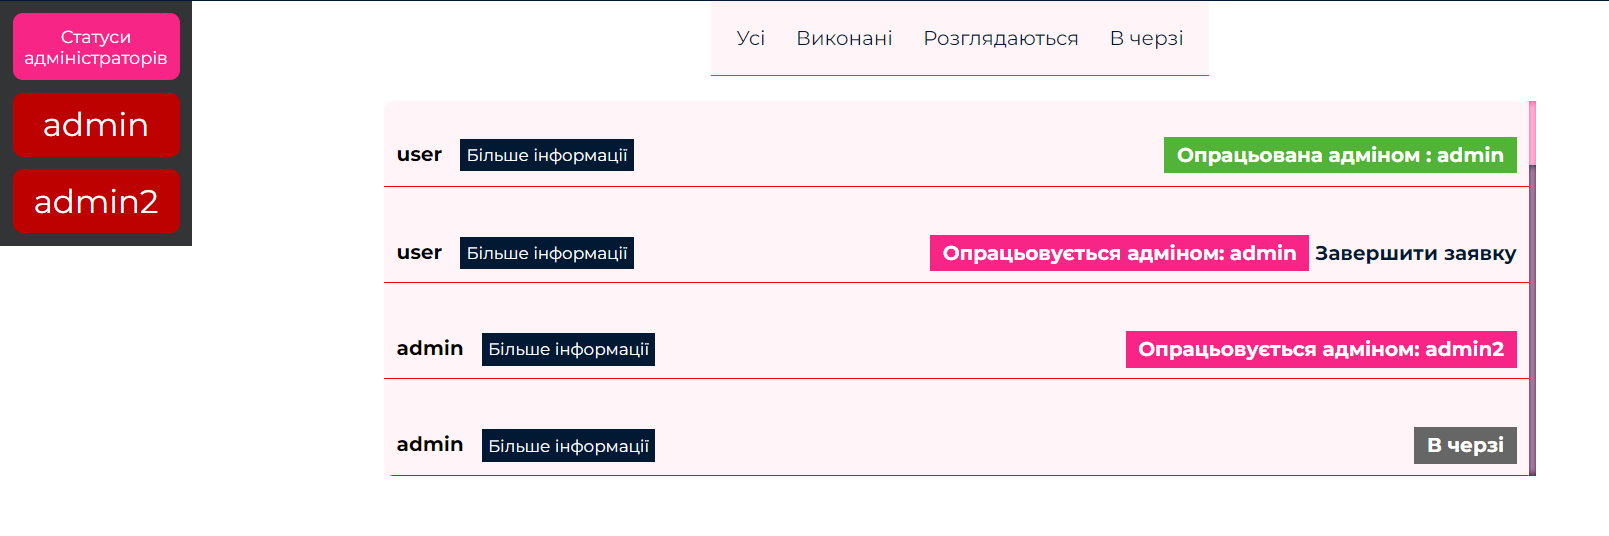 Статуси
адміністраторів
admin
admin2
Усі Виконані Розглядаються В черзі
user Більше інформації Опрацьована адміном : admin
user Більше інформації Опрацьовується адміном: admin Завершити заявку
admin Більше інформації Опрацьовується адміном: admin2
admin Більше інформації В черзі